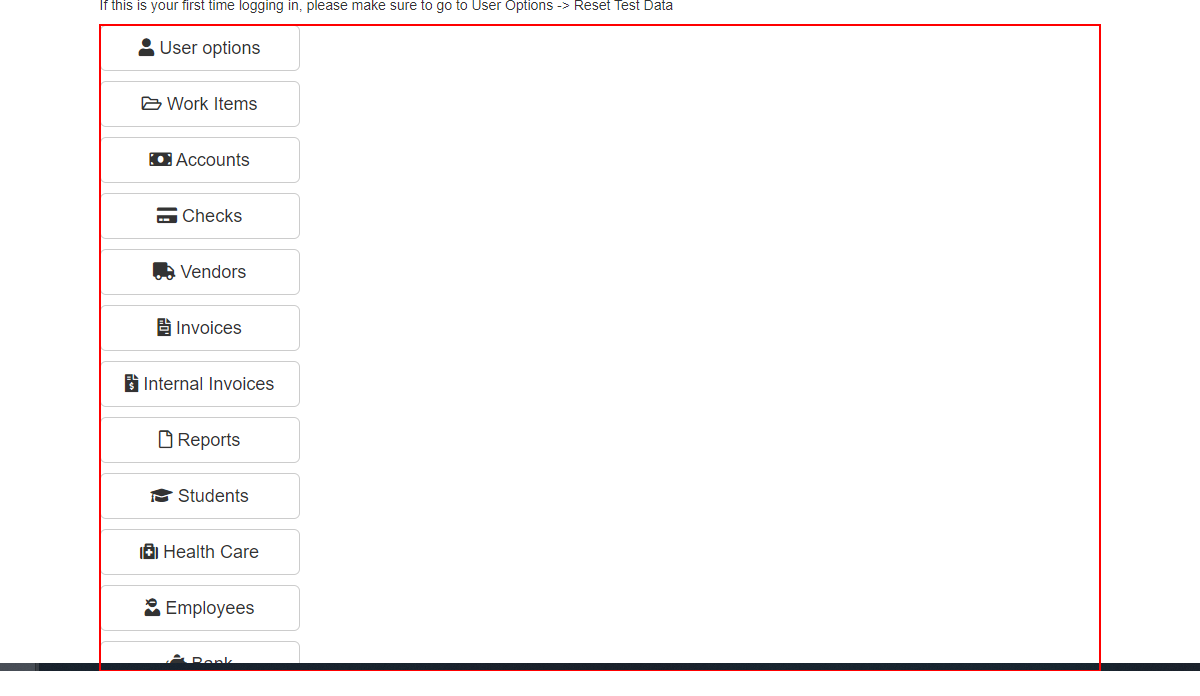 If this is your first time logging in, please make sure to go to User Options -> Reset Test Data
User options
Work Items
Accounts
Checks
Vendors
Invoices
Internal Invoices
Reports
Students
Health Care
Employees
Bank